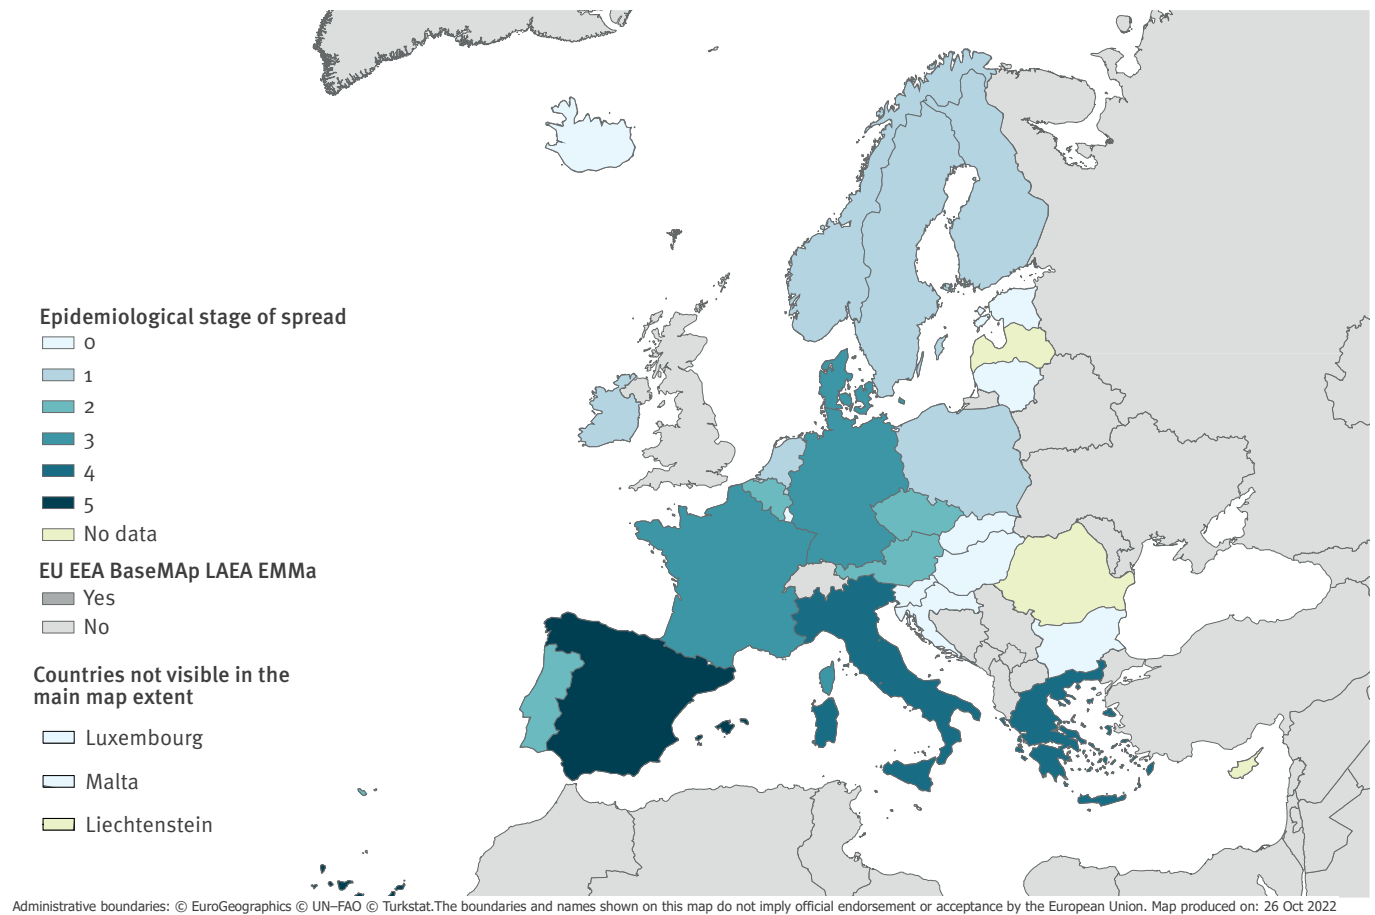 Epidemiological stage of spread
0
1
2
3
4
5
No data
EU EEA BaseMAp LAEA EMMa
Yes
No
Countries not visible in the
main map extent
Luxembourg
Malta
Liechtenstein
Administrative boundaries: © EuroGeographics © UN–FAO © Turkstat.The boundaries and names shown on this map do not imply official endorsement or acceptance by the European Union. Map produced on: 26 Oct 2022